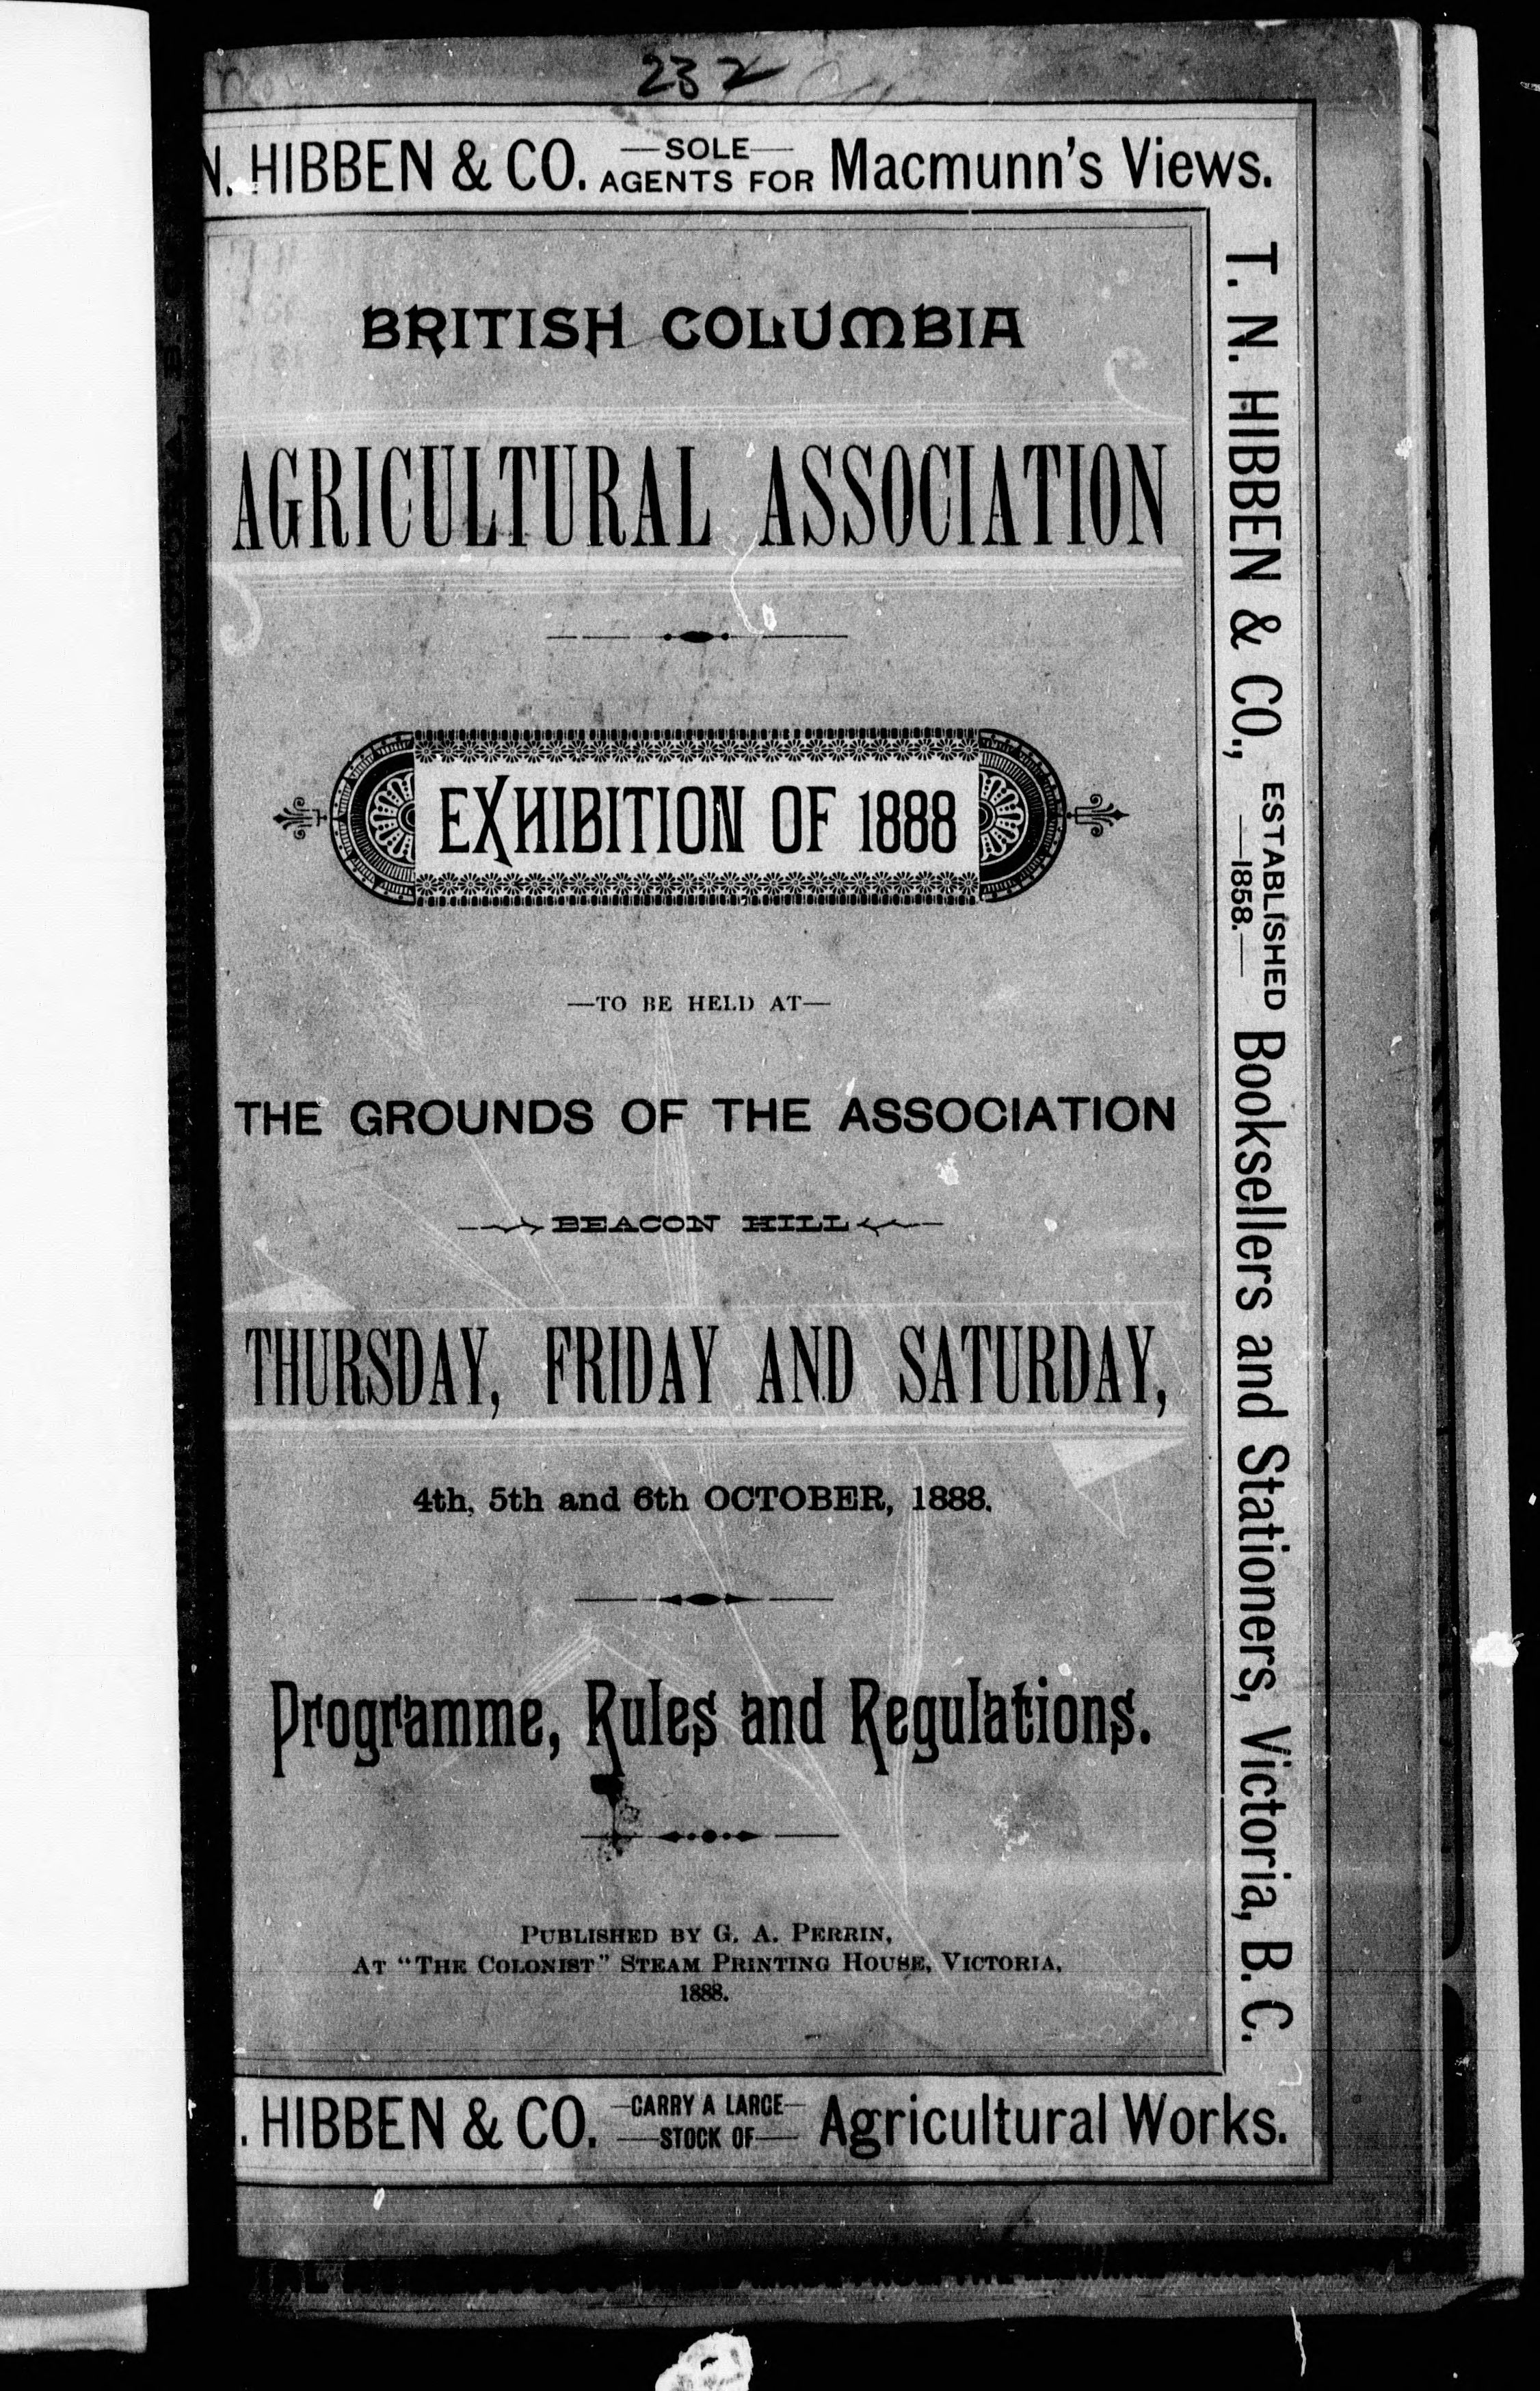 232
N. HIBBEN & CO. —SOLE— AGENTS FOR Macmunn's Views.
BRITISH COLUMBIA
AGRICULTURAL ASSOCIATION
EXHIBITION OF 1888
—TO BE HELD AT—
THE GROUNDS OF THE ASSOCIATION
BEACON HILL
THURSDAY, FRIDAY AND SATURDAY,
4th, 5th and 6th OCTOBER, 1888.
Programme, Rules and Regulations.
PUBLISHED BY G. A. PERRIN,
AT "THE COLONIST" STEAM PRINTING HOUSE, VICTORIA,
1888.
. HIBBEN & CO. —CARRY A LARGE— —STOCK OF— Agricultural Works.
T. N. HIBBEN & CO., ESTABLISHED —1858.— Booksellers and Stationers, Victoria, B. C.